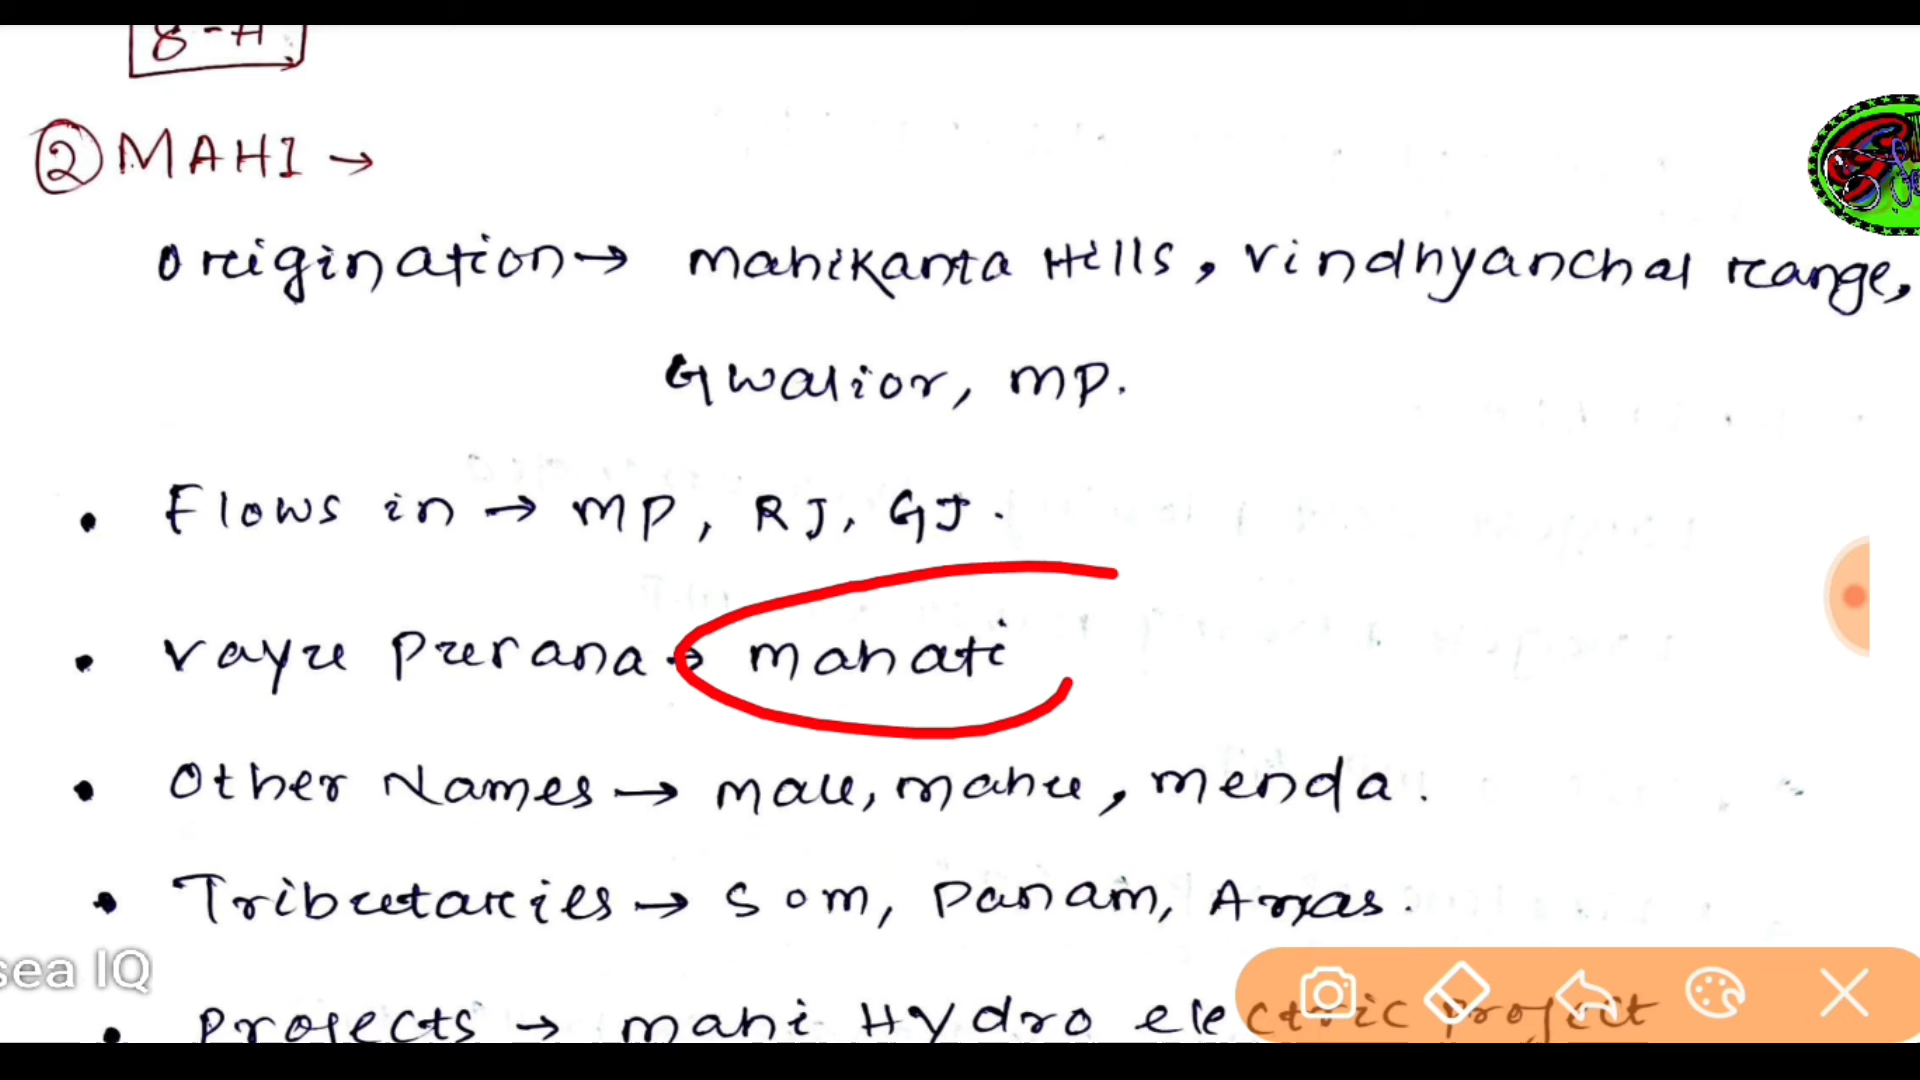 8-A
② MAHI →
Origination → Mahikanta Hills, Vindhyanchal range,
Gwalior, MP.
• Flows in → MP, RJ, GJ.
• Vayu Purana → Mahati
• Other Names → Mau, Mahu, Menda.
• Tributaries → Som, Panam,
sea IQ
• Projects → Mahi Hydro electric project